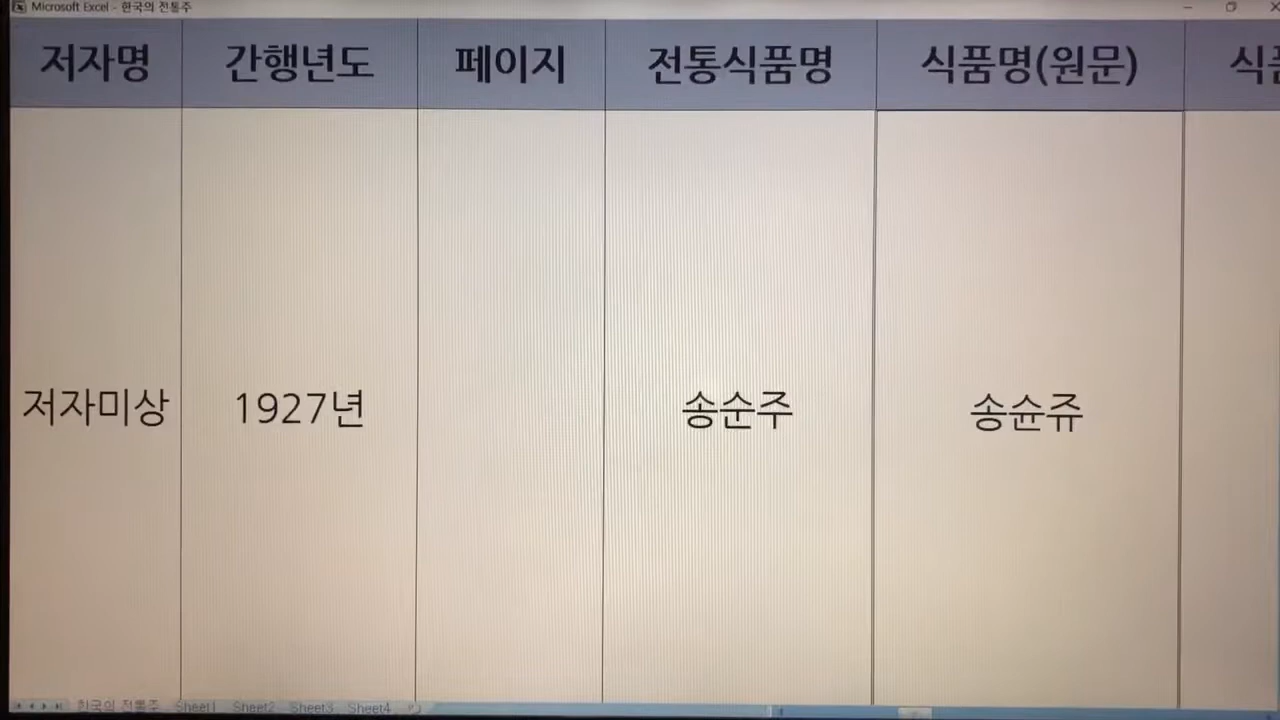 Microsoft Excel - 한국의 전통주
저자명 간행년도 페이지 전통식품명 식품명(원문)
저자미상 1927년 송순주 송슌쥬
한국의 전통주 Sheet1 Sheet2 Sheet3 Sheet4